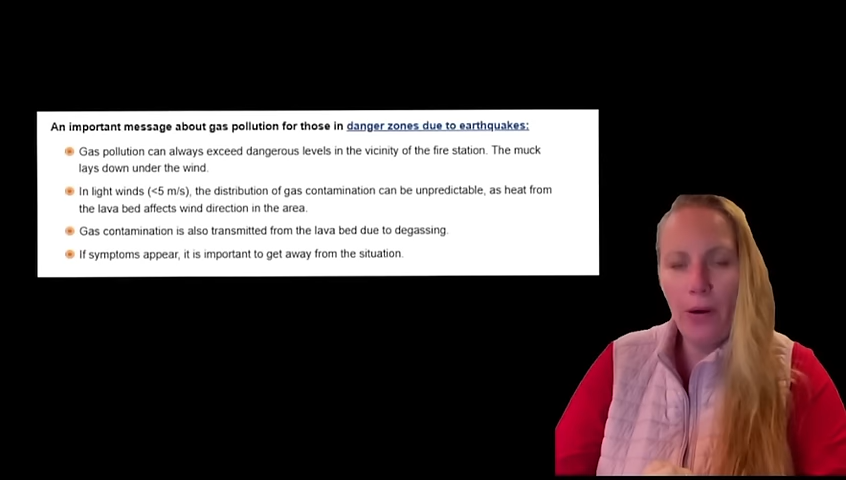 An important message about gas pollution for those in danger zones due to earthquakes:
Gas pollution can always exceed dangerous levels in the vicinity of the fire station. The muck
lays down under the wind.
In light winds (<5 m/s), the distribution of gas contamination can be unpredictable, as heat from
the lava bed affects wind direction in the area.
Gas contamination is also transmitted from the lava bed due to degassing.
If symptoms appear, it is important to get away from the situation.